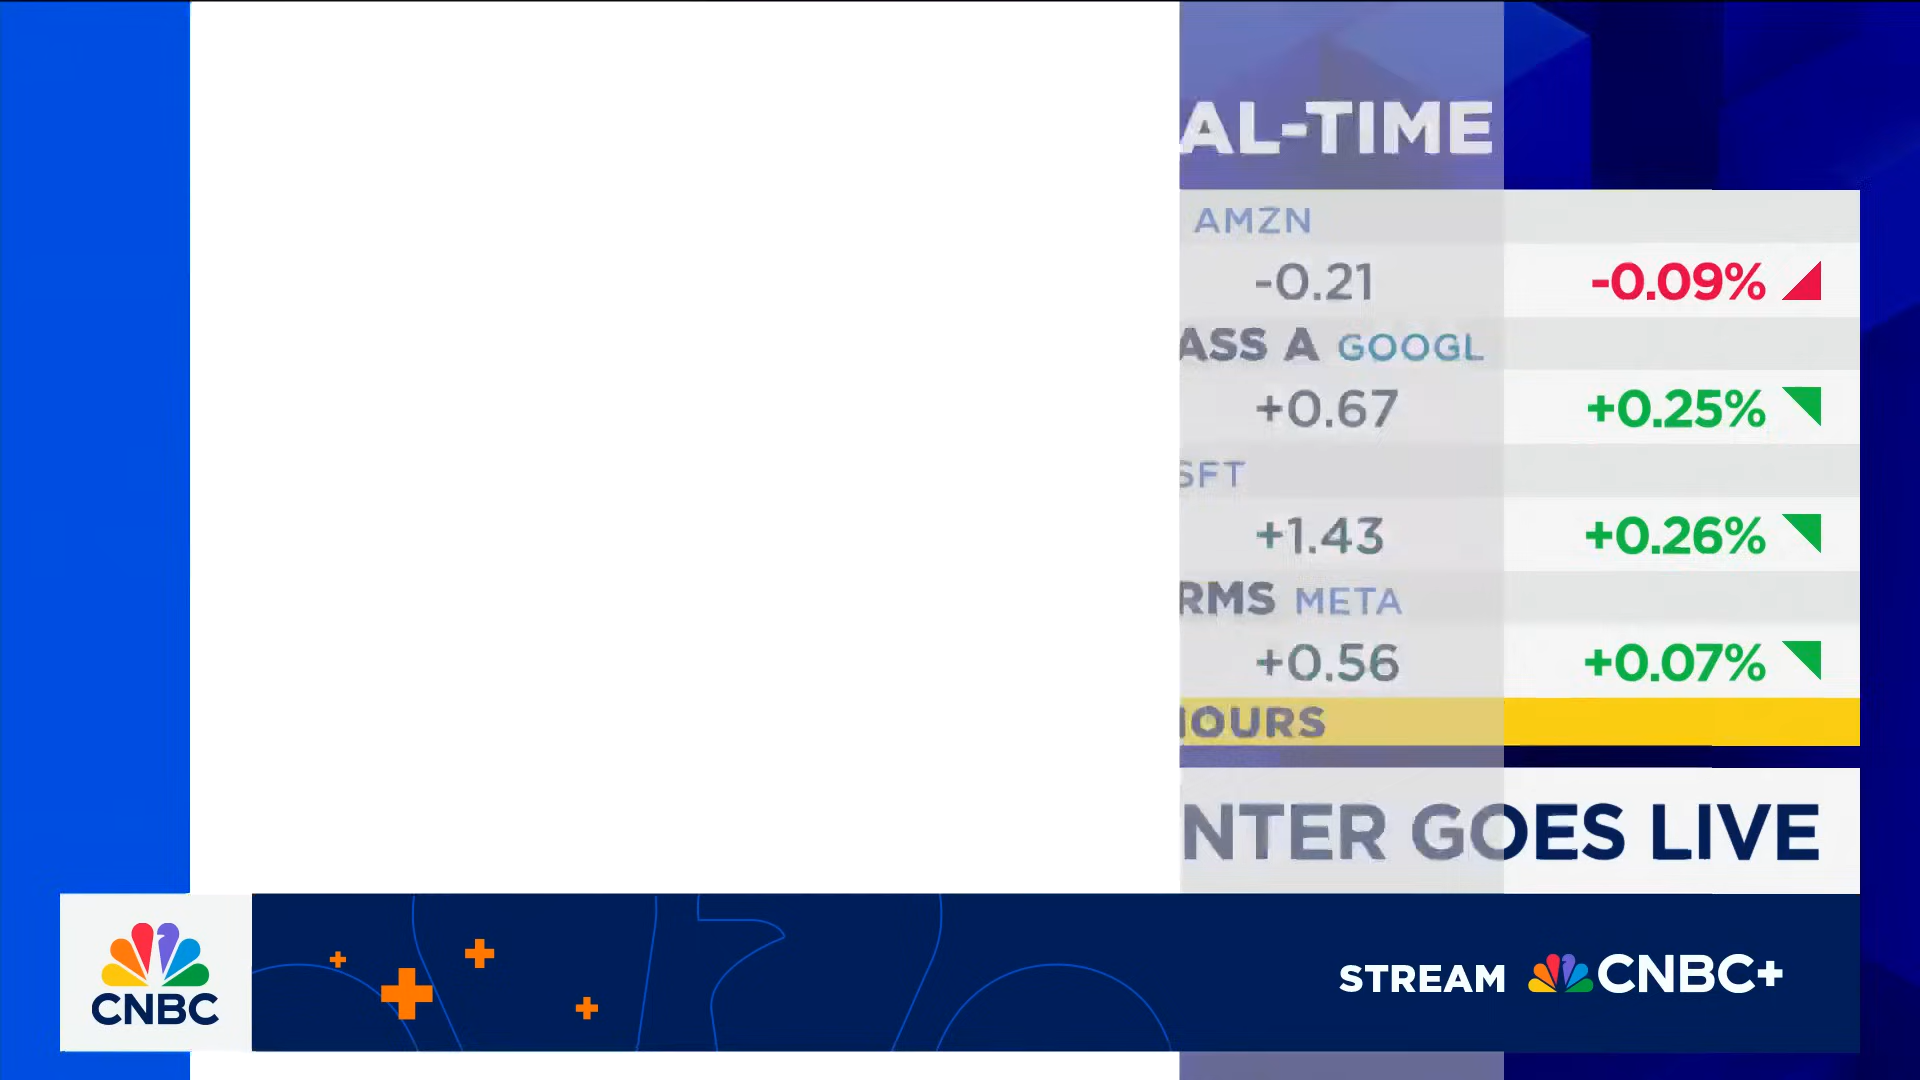 AL-TIME
AMZN
-0.21 -0.09%
ASS A GOOGL
+0.67 +0.25%
SFT
+1.43 +0.26%
RMS META
+0.56 +0.07%
HOURS
NTER GOES LIVE
CNBC
STREAM CNBC+